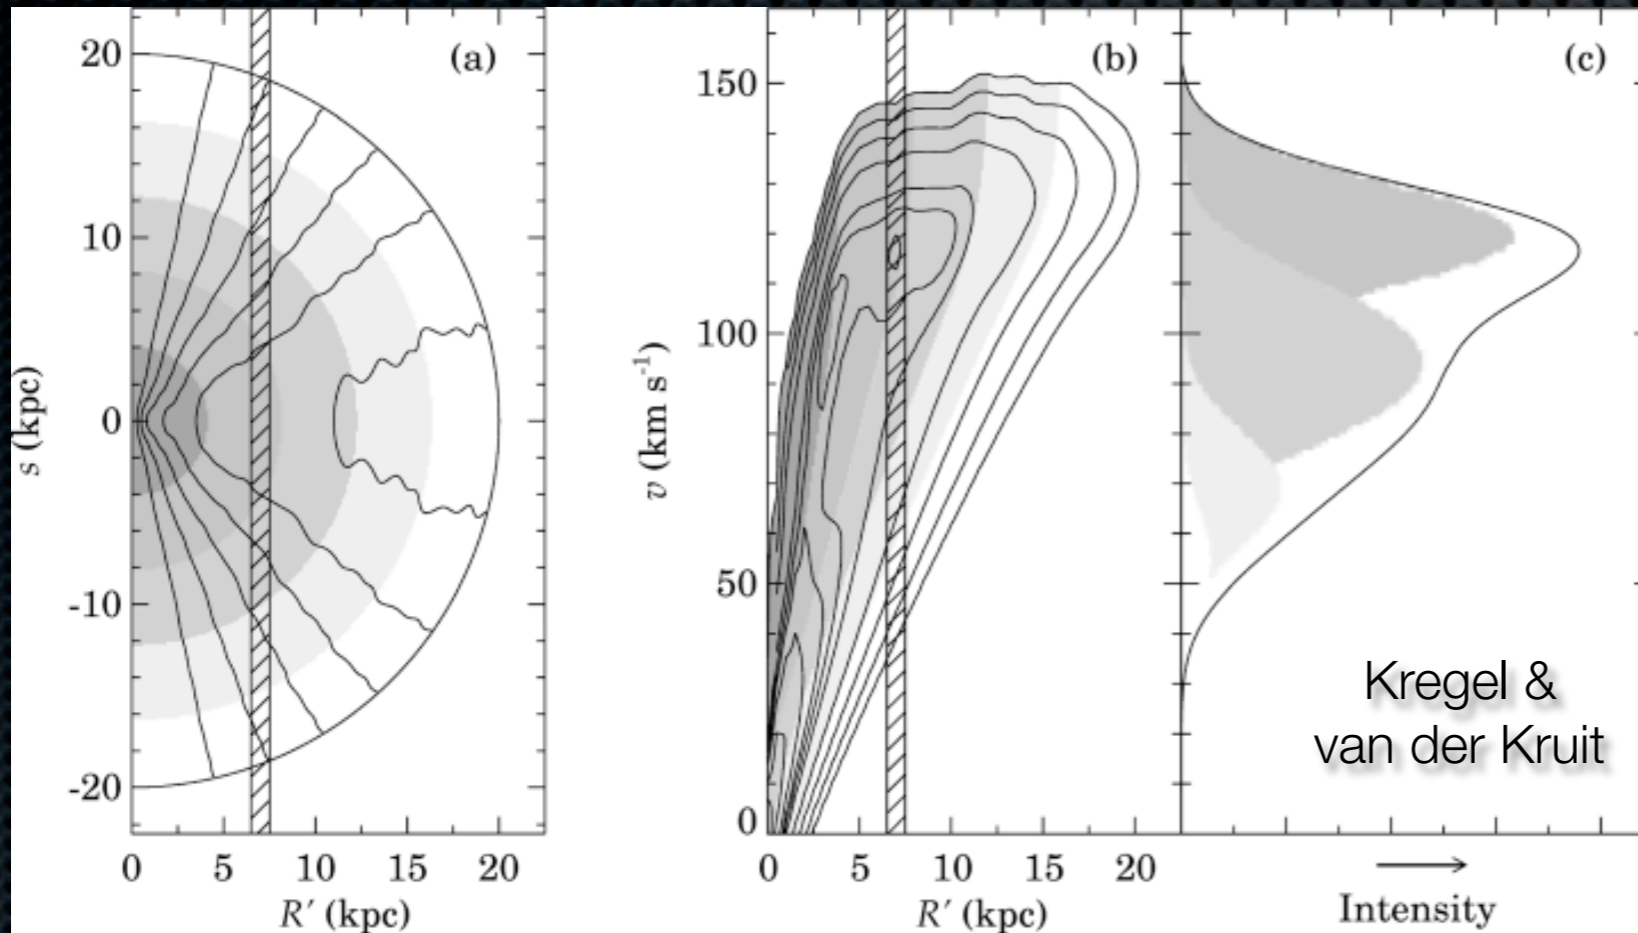 (a)
20
10
0
-10
-20
s (kpc)
0 5 10 15 20
R′ (kpc)
(b)
150
100
50
0
v (km s-1)
0 5 10 15 20
R′ (kpc)
(c)
Kregel &
van der Kruit
Intensity